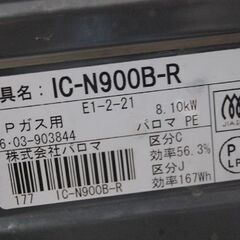 具名: IC-N900B-R
E1-2-21 8.10kW
Pガス用 パロマ PE
6·03-903844 区分C
株式会社パロマ 効率56.3%
区分J
177 IC-N900B-R 効率167Wh
JIA
P
LP